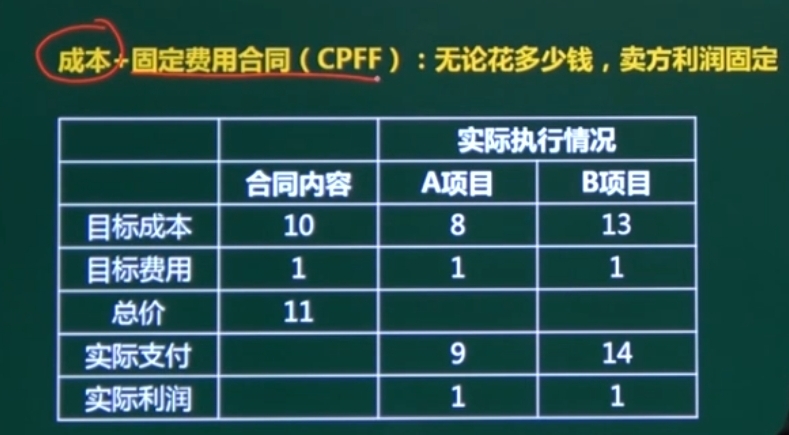 成本+固定费用合同（CPFF）：无论花多少钱，卖方利润固定
实际执行情况
合同内容 A项目 B项目
目标成本 10 8 13
目标费用 1 1 1
总价 11
实际支付 9 14
实际利润 1 1